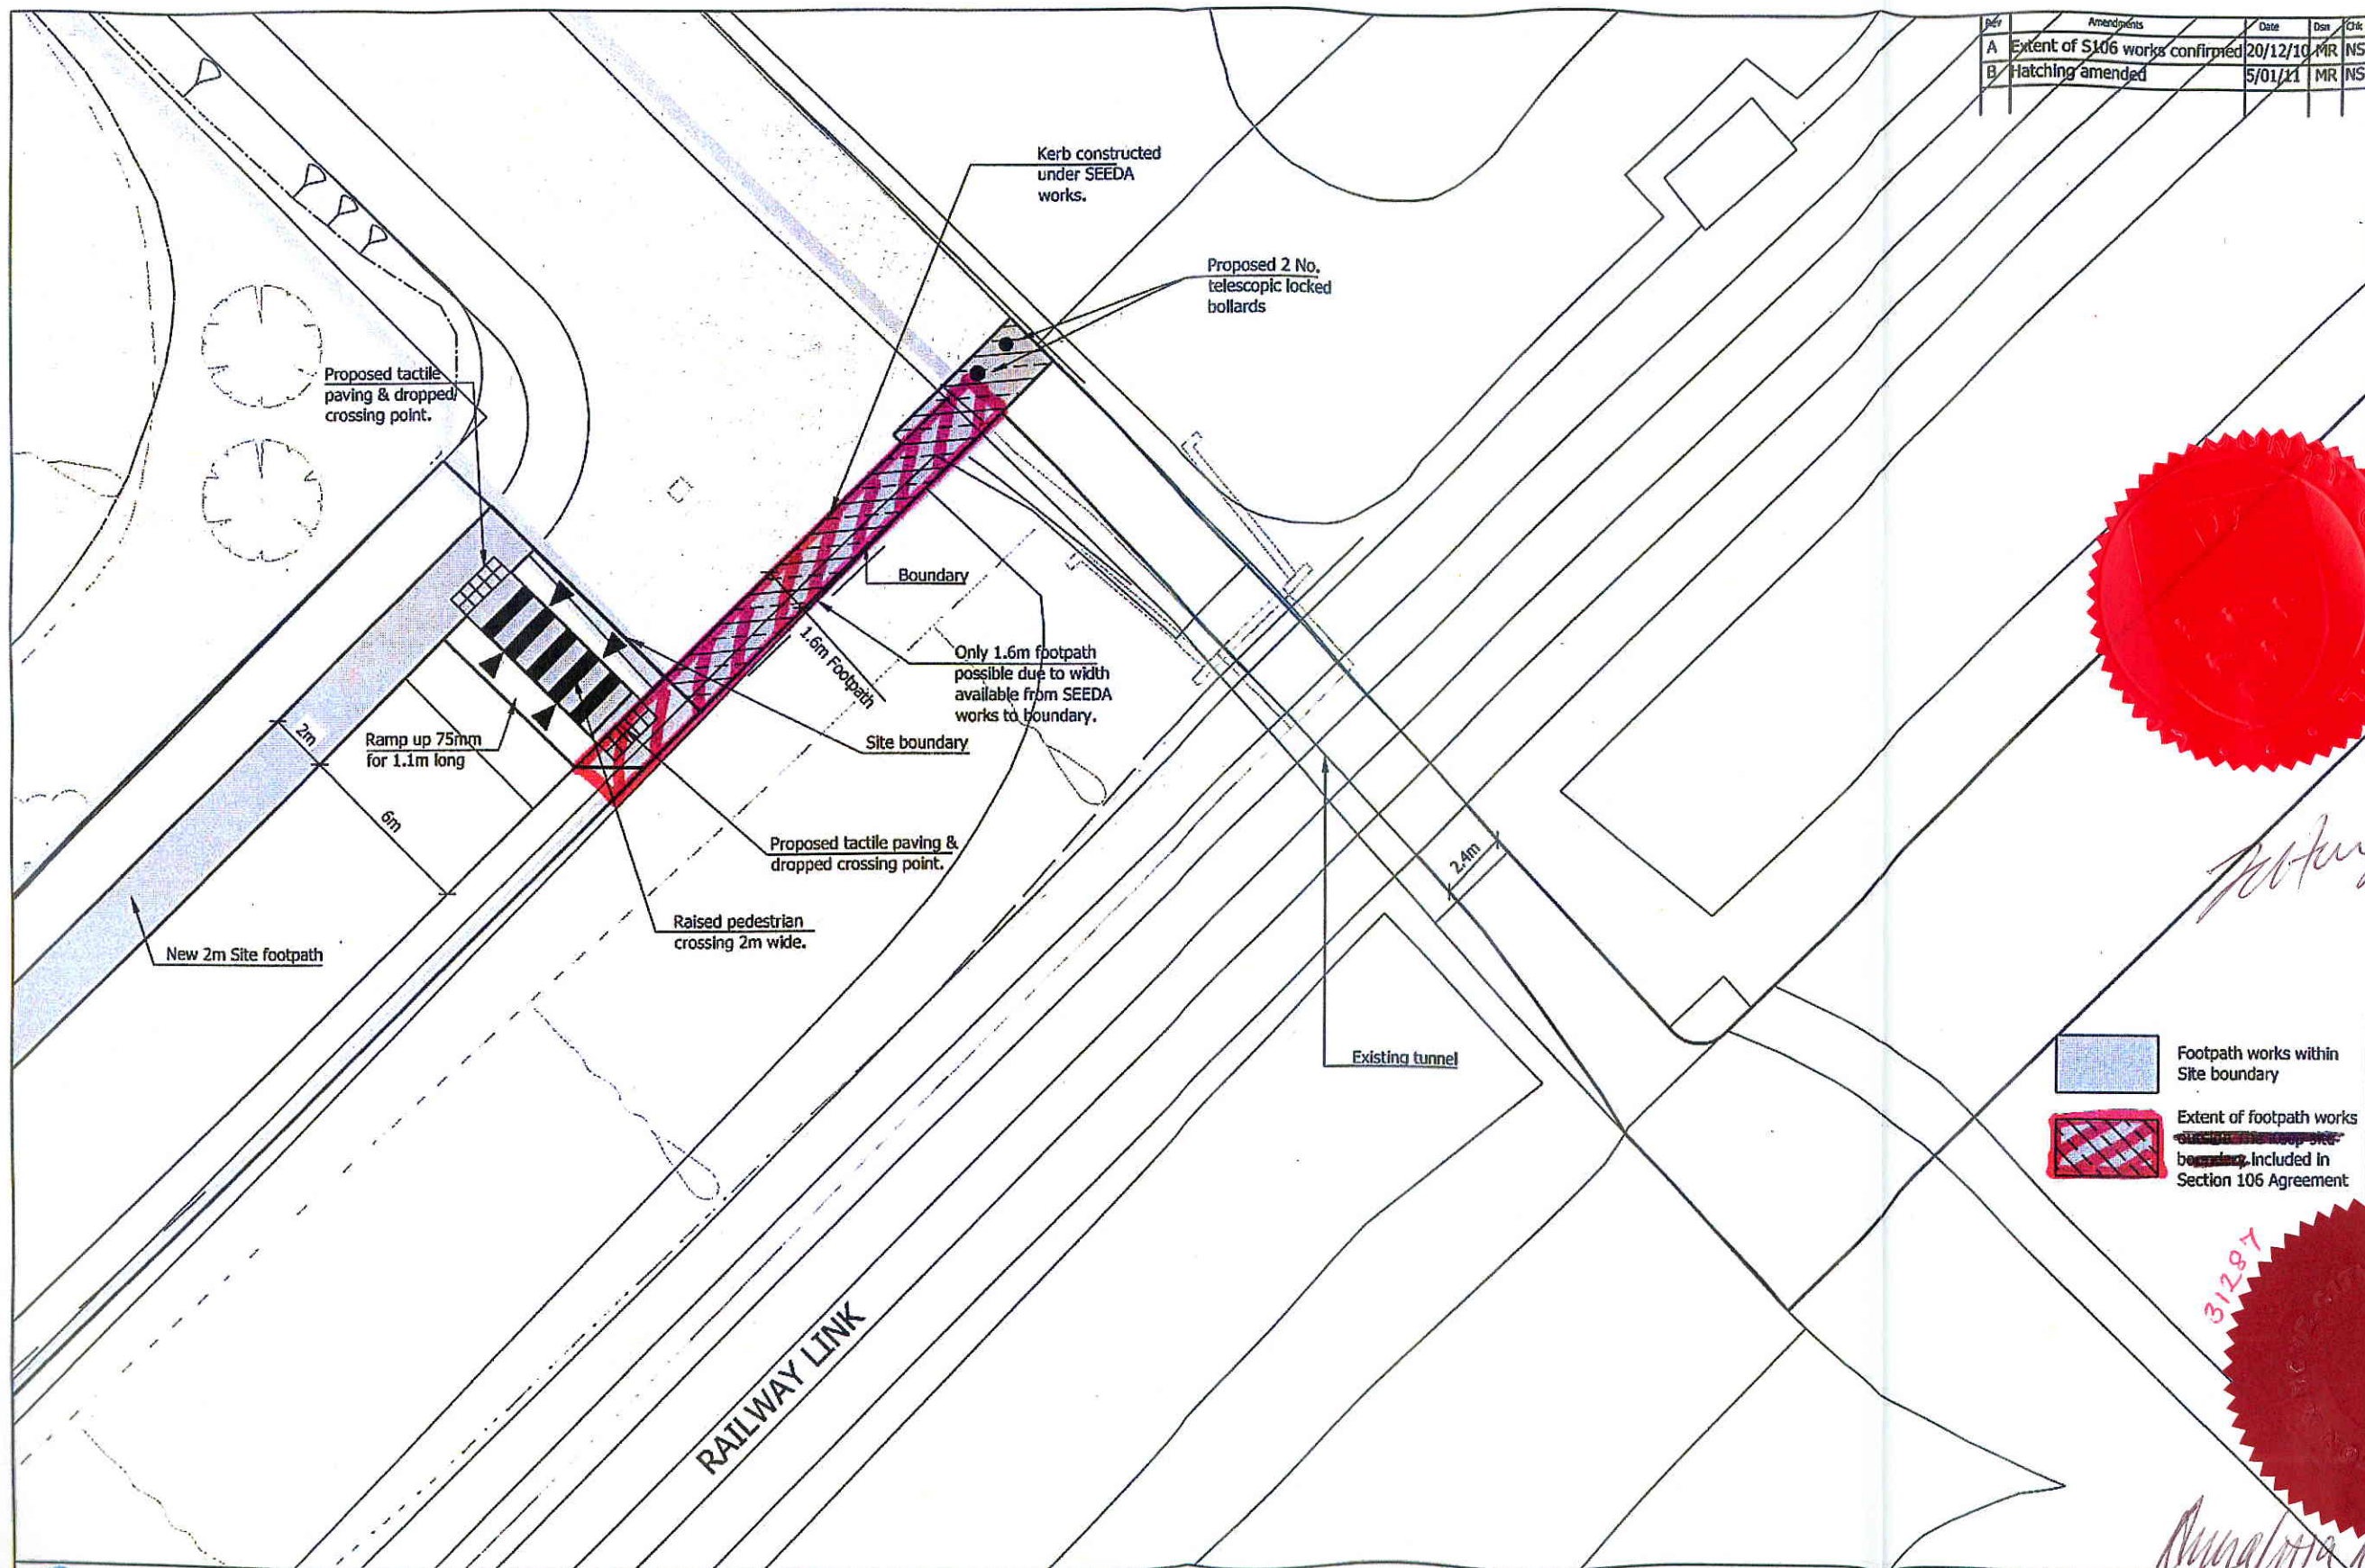 Rev Amendments Date Dsn Chk
A Extent of S106 works confirmed 20/12/10 MR NS
B Hatching amended 5/01/11 MR NS
Kerb constructed
under SEEDA
works.
Proposed 2 No.
telescopic locked
bollards
Proposed tactile
paving & dropped
crossing point.
Boundary
1.6m Footpath
Only 1.6m footpath
possible due to width
available from SEEDA
works to boundary.
Site boundary
2m
Ramp up 75mm
for 1.1m long
6m
Proposed tactile paving &
dropped crossing point.
2.4m
Raised pedestrian
crossing 2m wide.
New 2m Site footpath
Existing tunnel
Footpath works within
Site boundary
Extent of footpath works
included in
Section 106 Agreement
31287
RAILWAY LINK